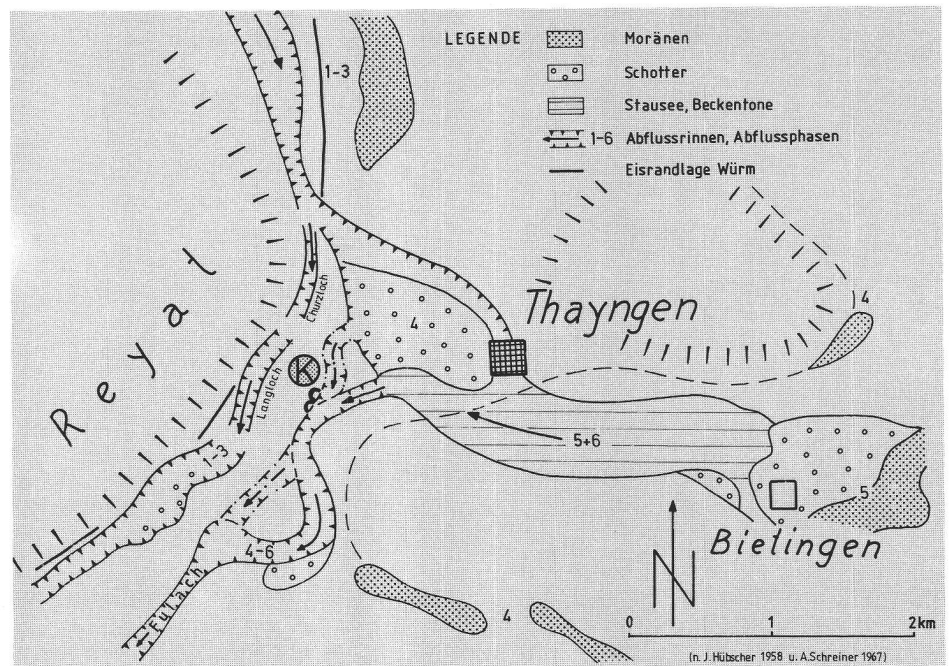 LEGENDE
Moränen
Schotter
Stausee, Beckentone
1-6 Abflussrinnen, Abflussphasen
Eisrandlage Würm
1-3
Reyat
Churzloch
Langloch
K
4
Thayngen
4
1-3
5+6
5
Bietingen
4-6
Fulach
4
N
0 1 2km
(n. J. Hübscher 1958 u. A. Schreiner 1967)